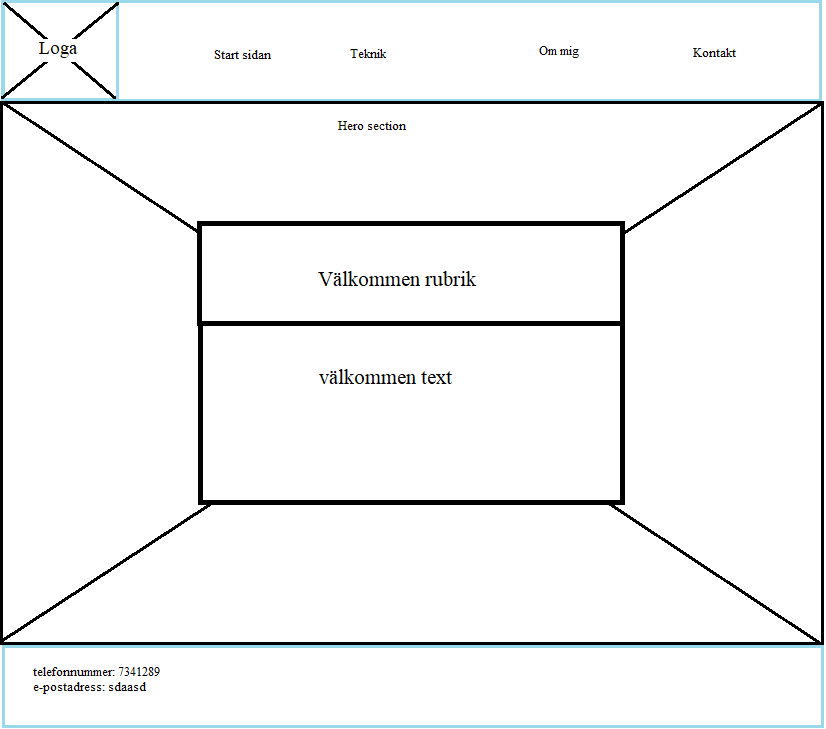 Loga
Start sidan
Teknik
Om mig
Kontakt
Hero section
Välkommen rubrik
välkommen text
telefonnummer: 7341289
e-postadress: sdaasd